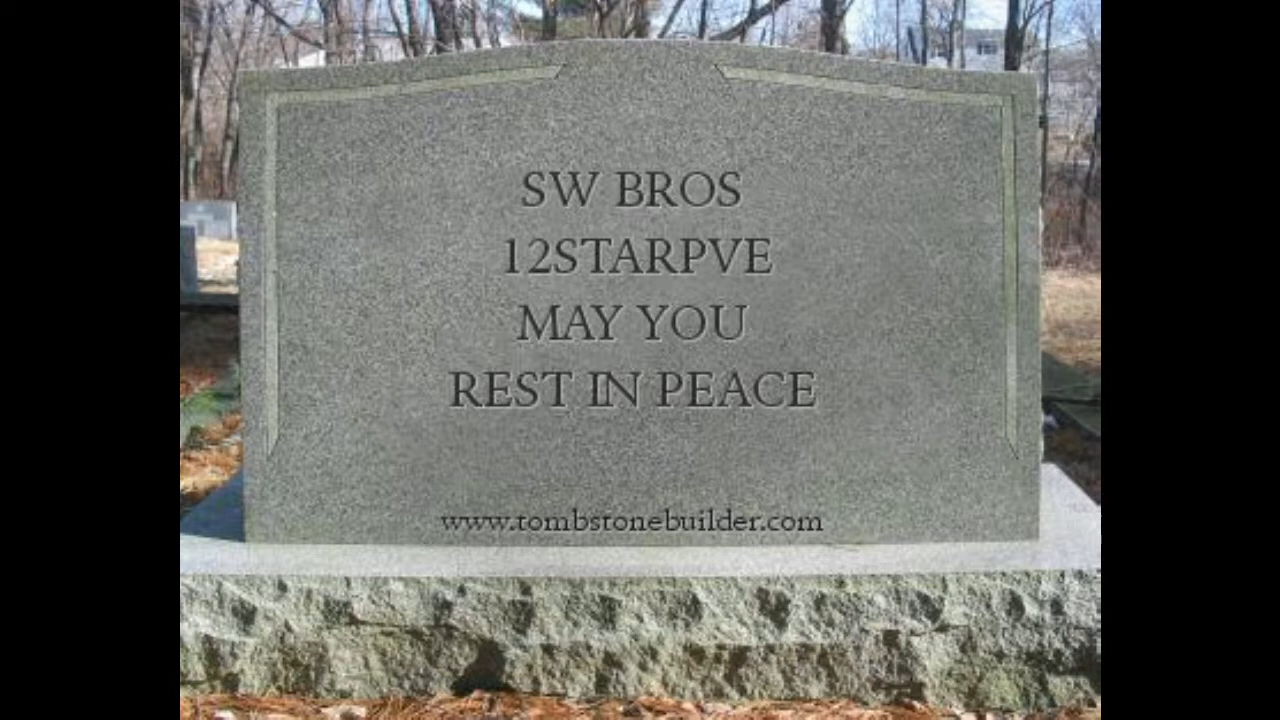 SW BROS
12STARPVE
MAY YOU
REST IN PEACE
www.tombstonebuilder.com